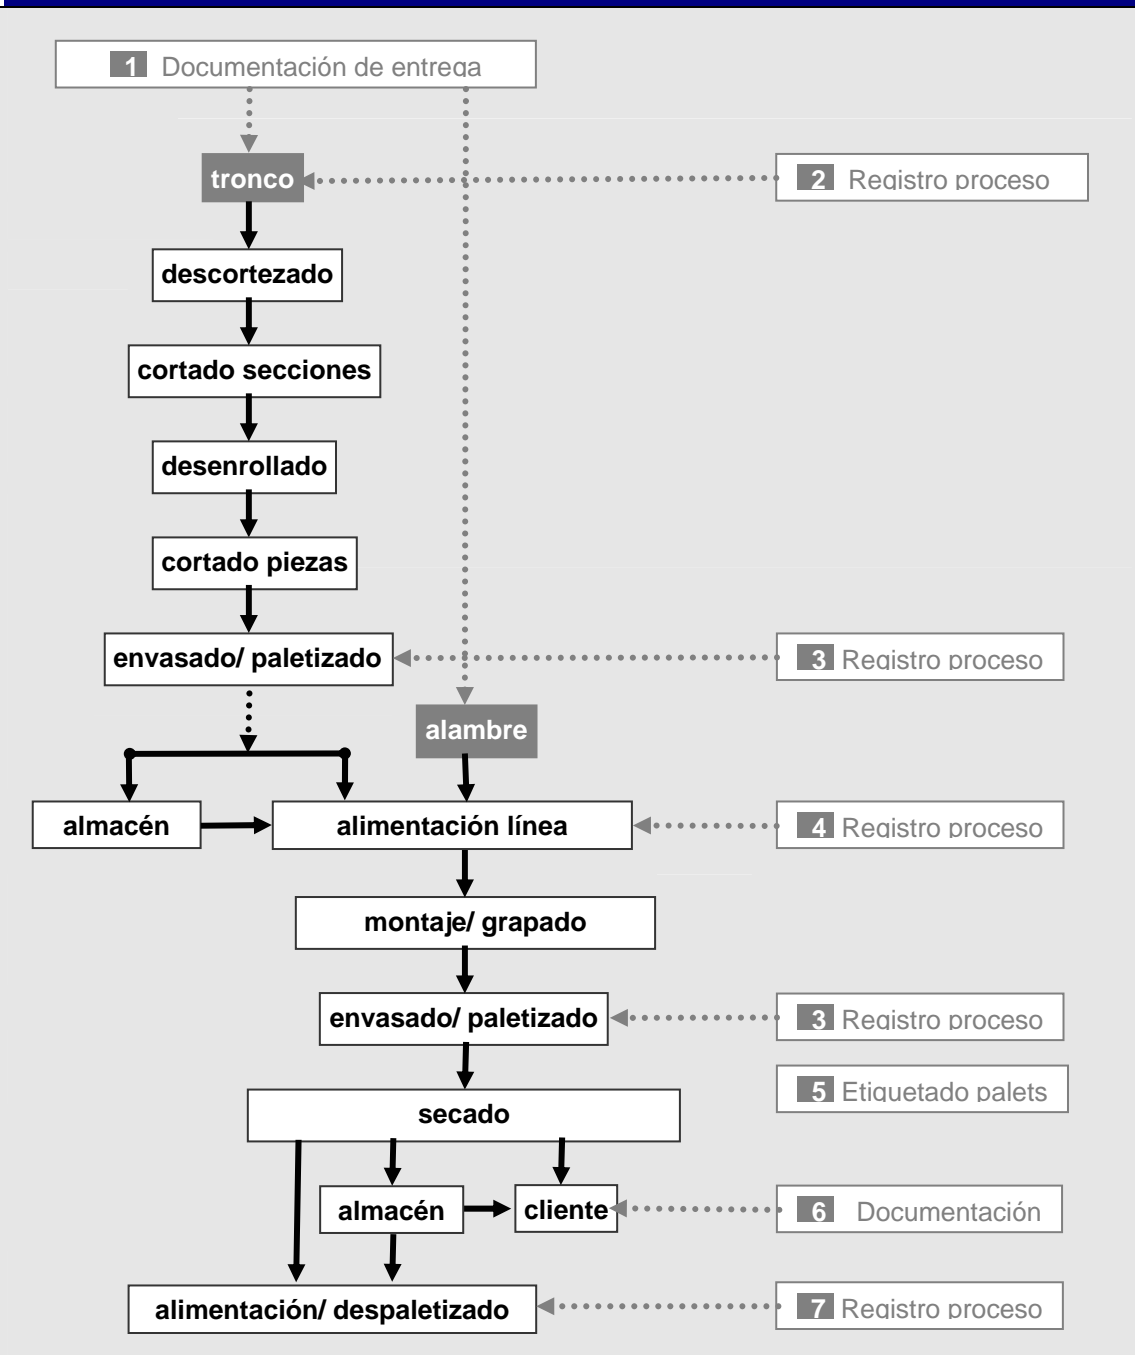 1 Documentación de entrega
tronco
2 Registro proceso
descortezado
cortado secciones
desenrollado
cortado piezas
envasado/ paletizado
3 Registro proceso
alambre
almacén
alimentación línea
4 Registro proceso
montaje/ grapado
envasado/ paletizado
3 Registro proceso
5 Etiquetado palets
secado
almacén
cliente
6 Documentación
alimentación/ despaletizado
7 Registro proceso